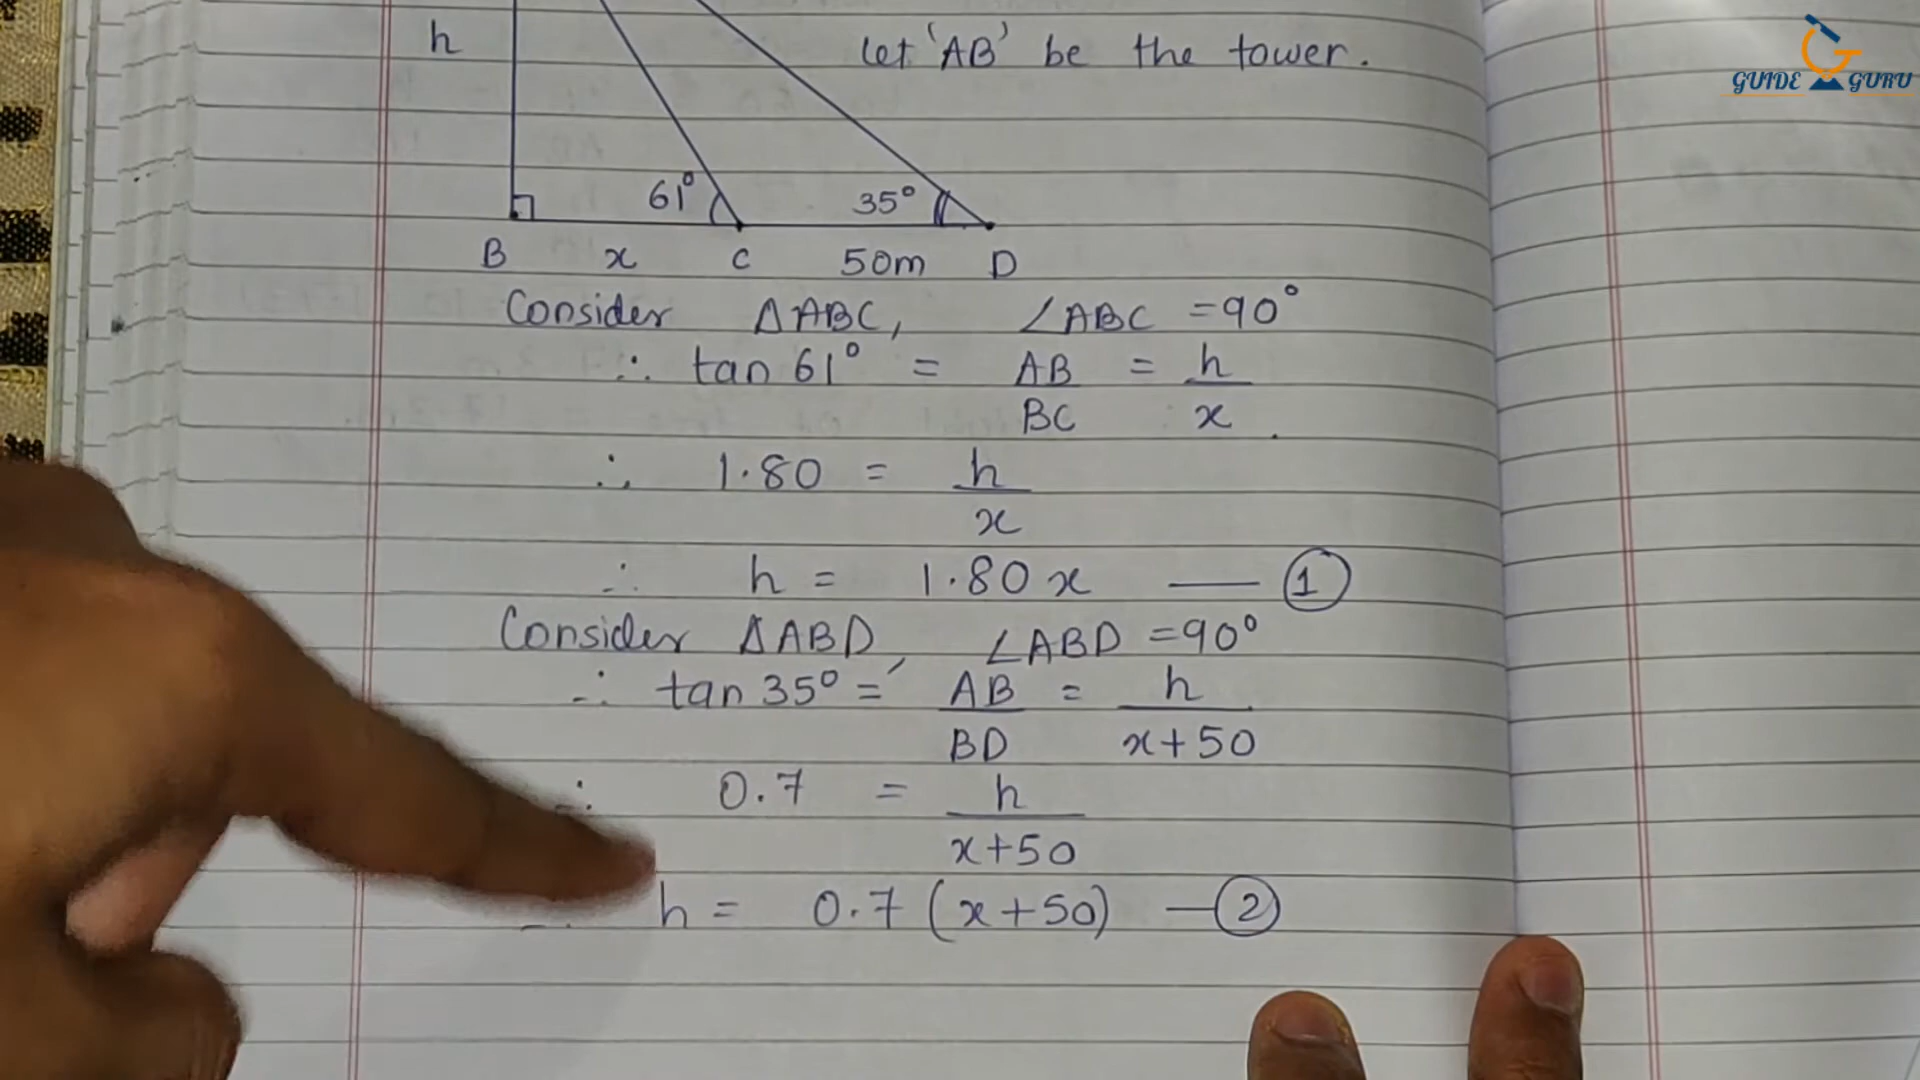 GUIDE GURU
h
Let 'AB' be the tower.
61° 35°
B x C 50m D
Consider ΔABC, ∠ABC = 90°
∴ tan 61° = AB/BC = h/x
∴ 1.80 = h/x
∴ h = 1.80x — ①
Consider ΔABD, ∠ABD = 90°
∴ tan 35° = AB/BD = h/x+50
∴ 0.7 = h/x+50
∴ h = 0.7 (x+50) — ②